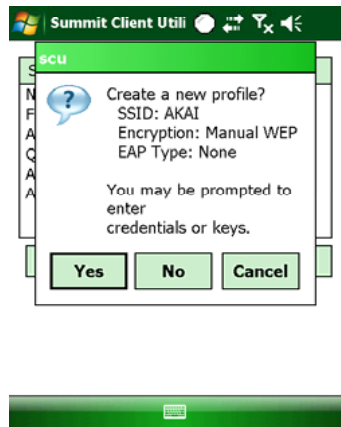 Summit Client Utili
scu
S
N
F
A
Q
A
A
Create a new profile?
SSID: AKAI
Encryption: Manual WEP
EAP Type: None
You may be prompted to
enter
credentials or keys.
Yes No Cancel